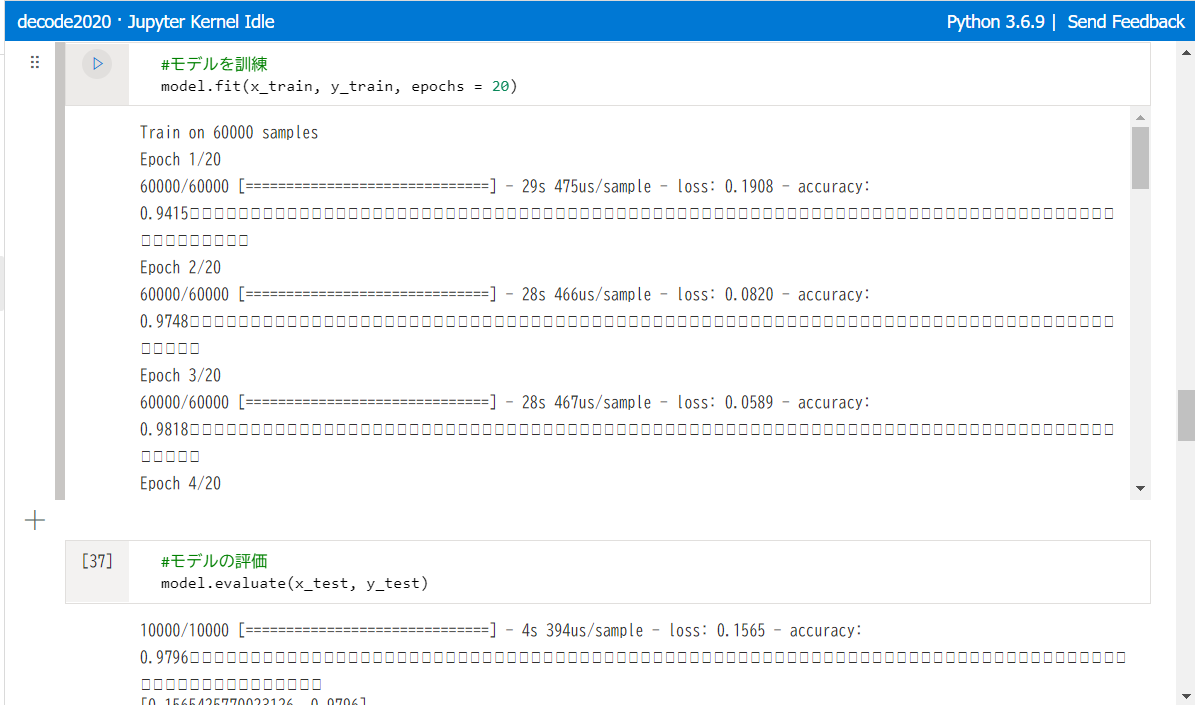 decode2020 · Jupyter Kernel Idle
Python 3.6.9 | Send Feedback
#モデルを訓練
model.fit(x_train, y_train, epochs = 20)
Train on 60000 samples
Epoch 1/20
60000/60000 [==============================] - 29s 475us/sample - loss: 0.1908 - accuracy:
0.9415
Epoch 2/20
60000/60000 [==============================] - 28s 466us/sample - loss: 0.0820 - accuracy:
0.9748
Epoch 3/20
60000/60000 [==============================] - 28s 467us/sample - loss: 0.0589 - accuracy:
0.9818
Epoch 4/20
[37]
#モデルの評価
model.evaluate(x_test, y_test)
10000/10000 [==============================] - 4s 394us/sample - loss: 0.1565 - accuracy:
0.9796
[0.1565425770023126, 0.9796]